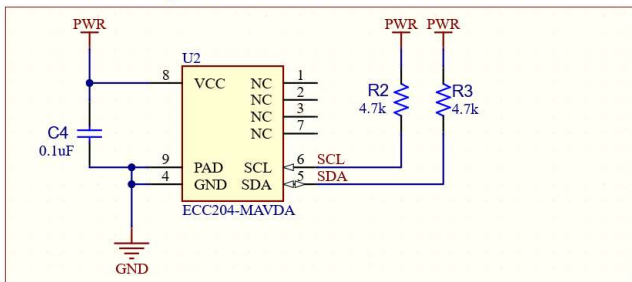 PWR
PWR PWR
U2
8 VCC NC 1
NC 2
NC 3
NC 7
R2 R3
4.7k 4.7k
C4
0.1uF
9 PAD SCL 6 SCL
4 GND SDA 5 SDA
ECC204-MAVDA
GND